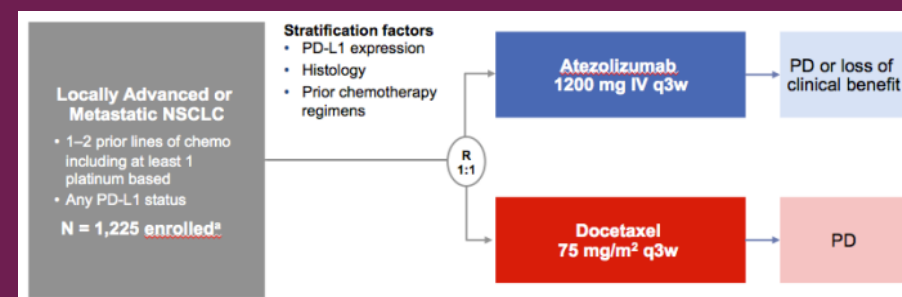 Locally Advanced or
Metastatic NSCLC
• 1–2 prior lines of chemo
including at least 1
platinum based
• Any PD-L1 status
N = 1,225 enrolledᵃ
Stratification factors
• PD-L1 expression
• Histology
• Prior chemotherapy
regimens
R
1:1
Atezolizumab
1200 mg IV q3w
PD or loss of
clinical benefit
Docetaxel
75 mg/m² q3w
PD